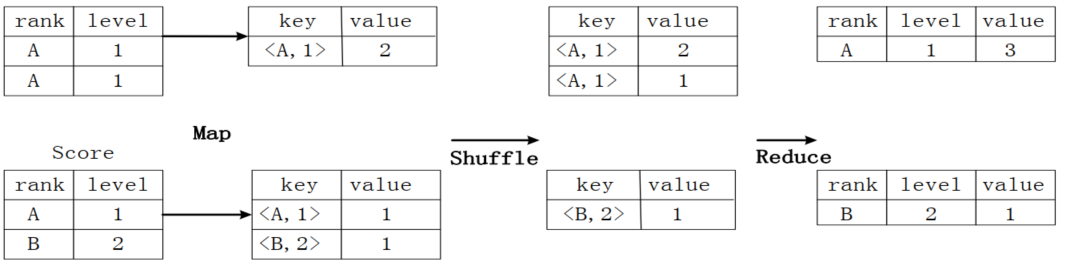 rank level
A 1
A 1
key value
<A, 1> 2
key value
<A, 1> 2
<A, 1> 1
rank level value
A 1 3
Map
Shuffle
Reduce
Score
rank level
A 1
B 2
key value
<A, 1> 1
<B, 2> 1
key value
<B, 2> 1
rank level value
B 2 1